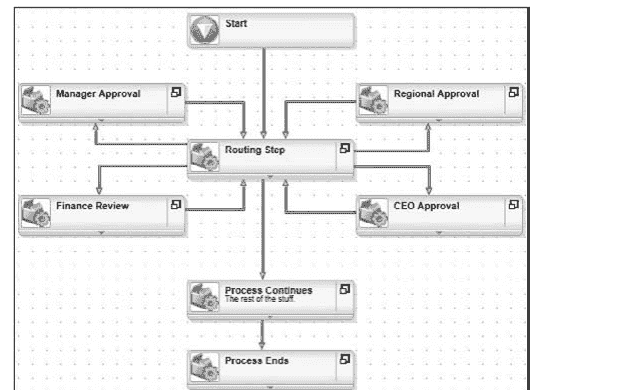 Start
Manager Approval
Regional Approval
Routing Step
Finance Review
CEO Approval
Process Continues
The rest of the stuff.
Process Ends